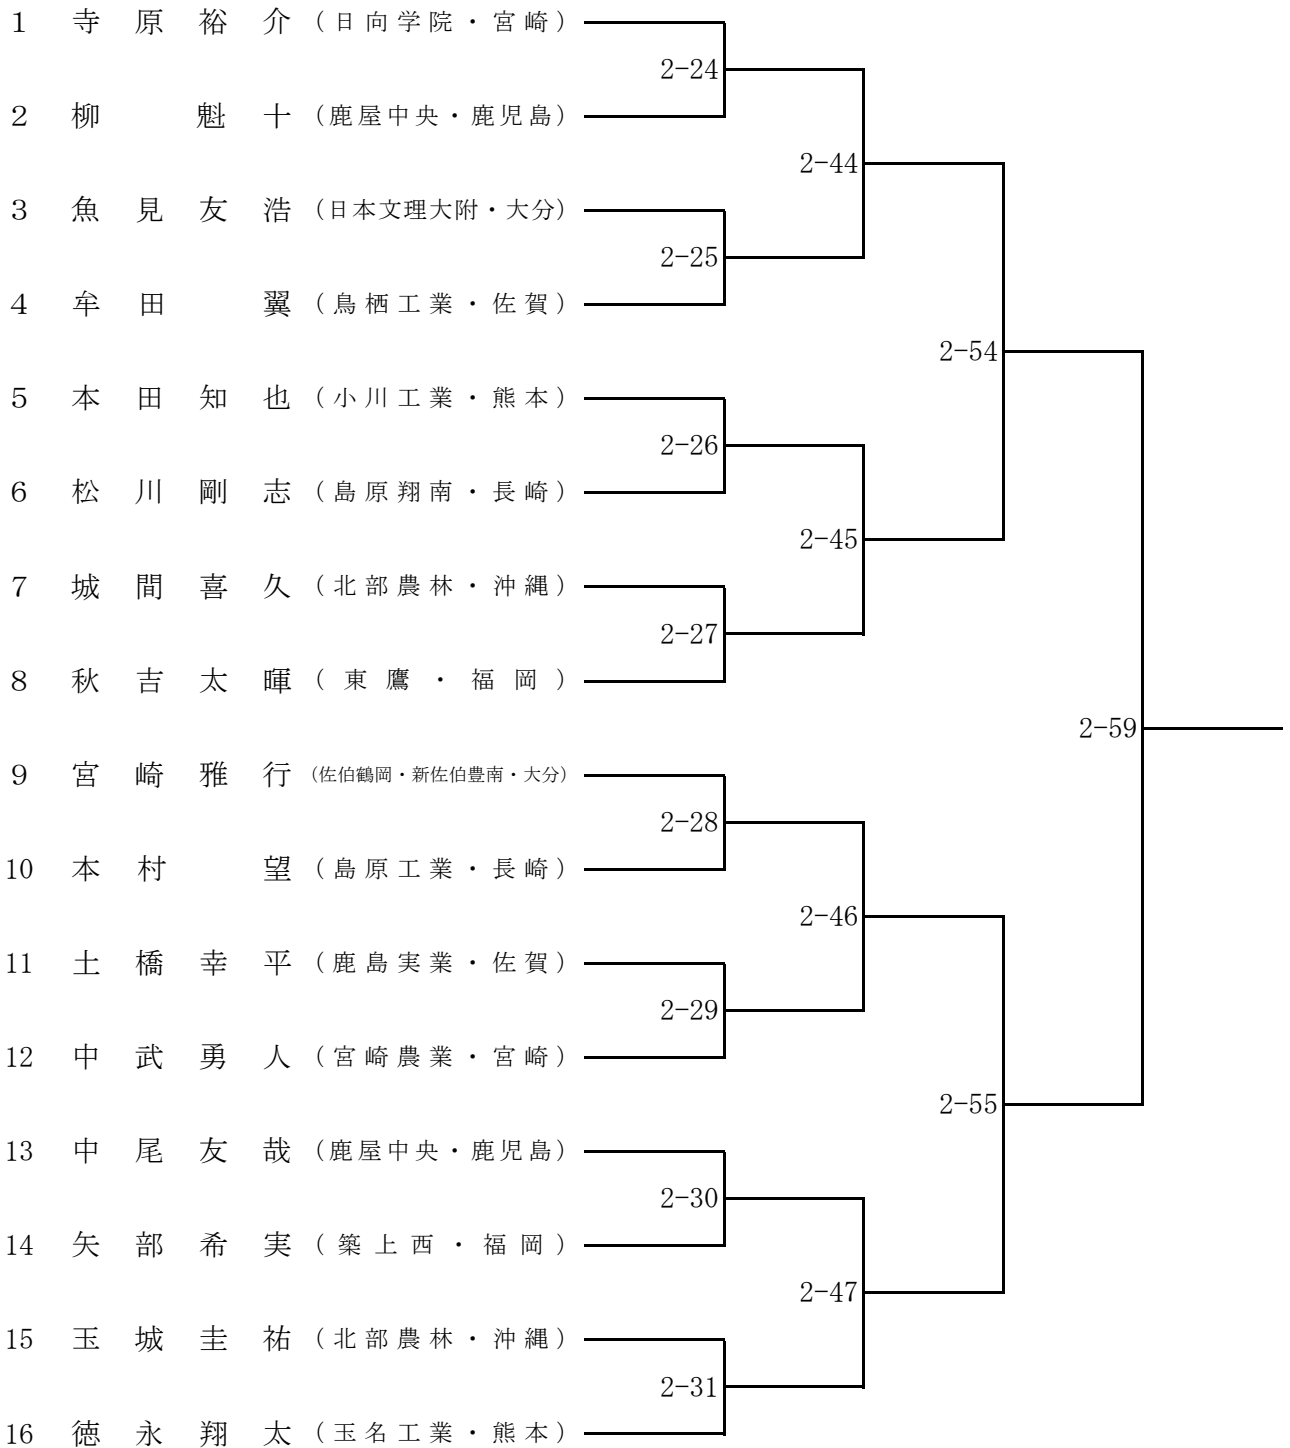 1 寺原裕介 (日向学院・宮崎)
2-24
2 柳魁十 (鹿屋中央・鹿児島)
2-44
3 魚見友浩 (日本文理大附・大分)
2-25
4 牟田翼 (鳥栖工業・佐賀)
2-54
5 本田知也 (小川工業・熊本)
2-26
6 松川剛志 (島原翔南・長崎)
2-45
7 城間喜久 (北部農林・沖縄)
2-27
8 秋吉太暉 (東鷹・福岡)
2-59
9 宮崎雅行 (佐伯鶴岡・新佐伯豊南・大分)
2-28
10 本村望 (島原工業・長崎)
2-46
11 土橋幸平 (鹿島実業・佐賀)
2-29
12 中武勇人 (宮崎農業・宮崎)
2-55
13 中尾友哉 (鹿屋中央・鹿児島)
2-30
14 矢部希実 (築上西・福岡)
2-47
15 玉城圭祐 (北部農林・沖縄)
2-31
16 徳永翔太 (玉名工業・熊本)